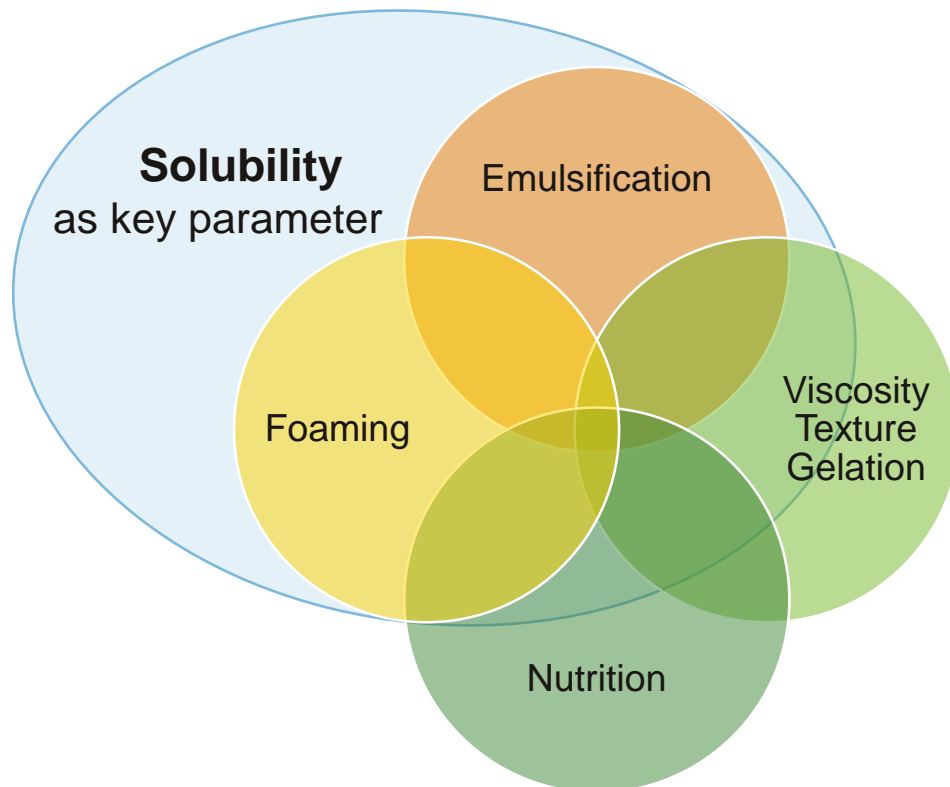 Solubility
as key parameter
Emulsification
Foaming
Viscosity
Texture
Gelation
Nutrition